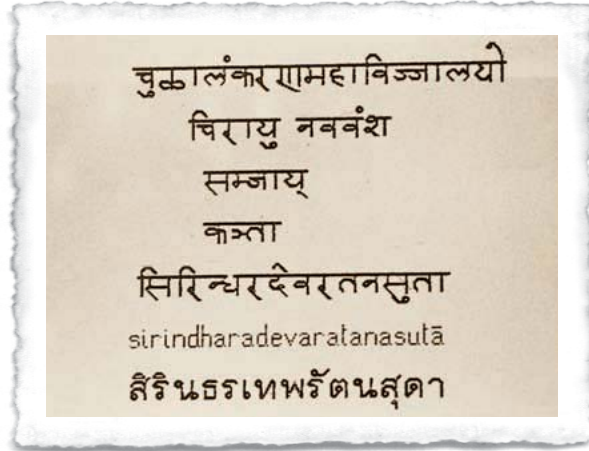 चुळालंकरणमहाविज्जालयो
चिरायु नववंश
सम्जाय्
कञ्ता
सिरिन्धरदेवरतनसुता
sirindharadevaratanasutā
สิรินธรเทพรัตนสุดา